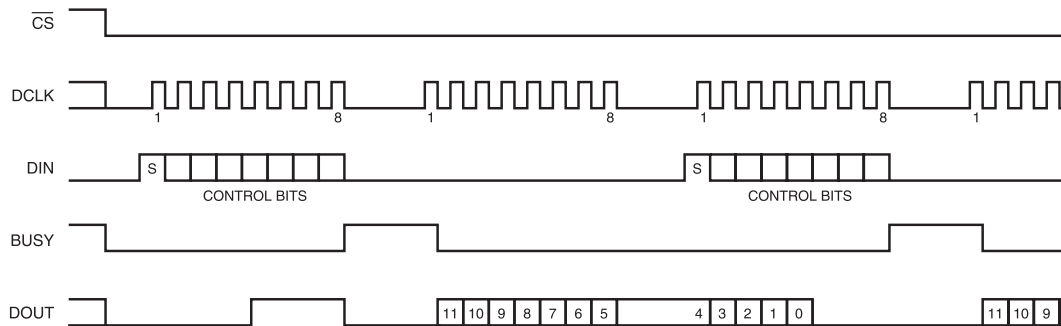 CS
DCLK
1 8 1 8 1 8 1
DIN
S S
CONTROL BITS CONTROL BITS
BUSY
DOUT
11 10 9 8 7 6 5 4 3 2 1 0 11 10 9